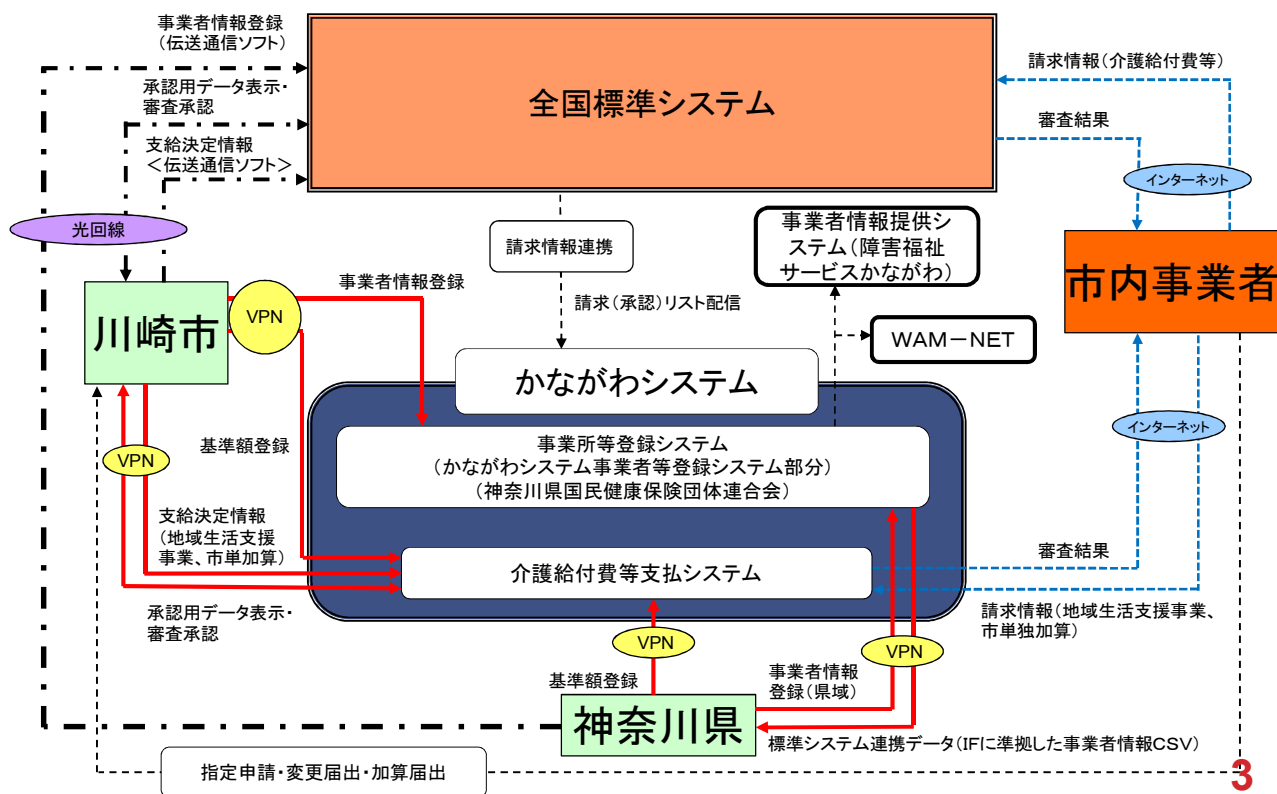 事業者情報登録
(伝送通信ソフト)
承認用データ表示・
審査承認
支給決定情報
＜伝送通信ソフト＞
全国標準システム
請求情報(介護給付費等)
審査結果
インターネット
光回線
請求情報連携
事業者情報提供シ
ステム(障害福祉
サービスかながわ)
市内事業者
事業者情報登録
請求(承認)リスト配信
川崎市
VPN
WAM－NET
かながわシステム
インターネット
基準額登録
VPN
事業所等登録システム
(かながわシステム事業者等登録システム部分)
(神奈川県国民健康保険団体連合会)
支給決定情報
(地域生活支援
事業、市単加算)
介護給付費等支払システム
審査結果
承認用データ表示・
審査承認
請求情報(地域生活支援事業、
市単独加算)
VPN
VPN
基準額登録
事業者情報
登録(県域)
神奈川県
標準システム連携データ(IFに準拠した事業者情報CSV)
指定申請・変更届出・加算届出
3